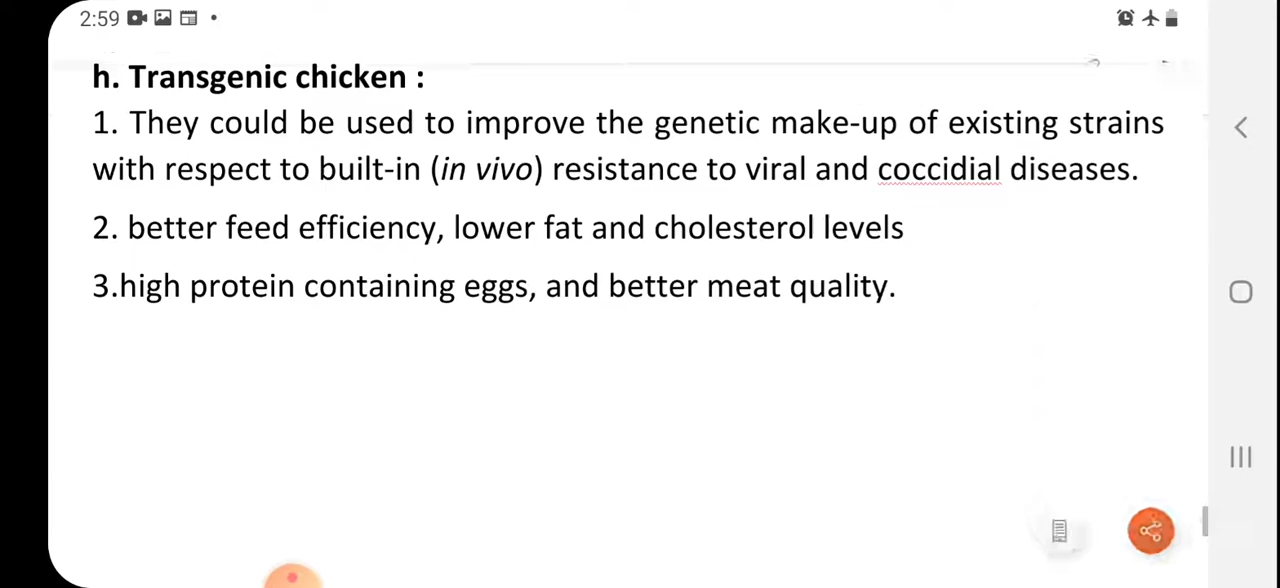 2:59
h. Transgenic chicken :
1. They could be used to improve the genetic make-up of existing strains
with respect to built-in (in vivo) resistance to viral and coccidial diseases.
2. better feed efficiency, lower fat and cholesterol levels
3.high protein containing eggs, and better meat quality.